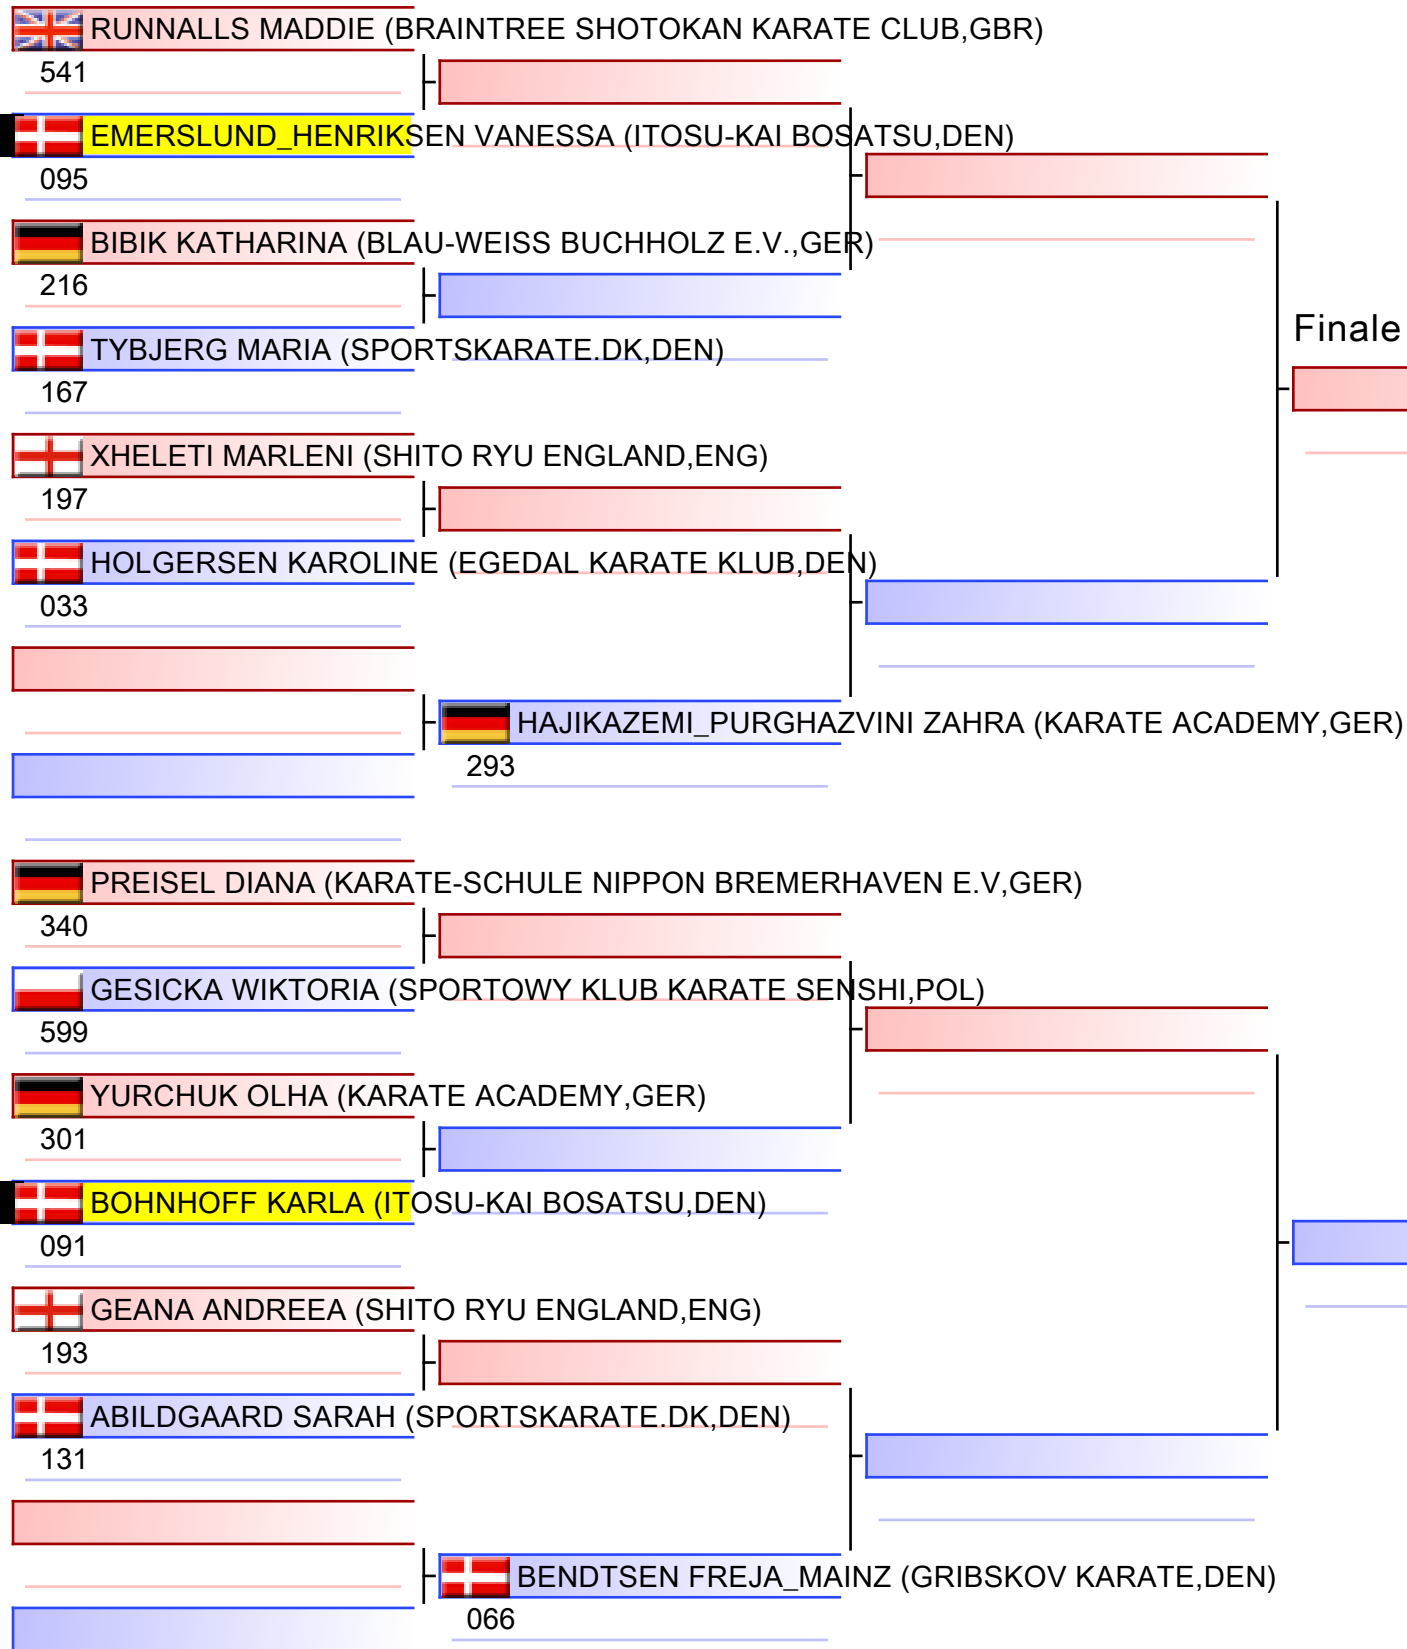 RUNNALLS MADDIE (BRAINTREE SHOTOKAN KARATE CLUB,GBR)
541
EMERSLUND_HENRIKSEN VANESSA (ITOSU-KAI BOSATSU,DEN)
095
BIBIK KATHARINA (BLAU-WEISS BUCHHOLZ E.V.,GER)
216
TYBJERG MARIA (SPORTSKARATE.DK,DEN)
167
Finale
XHELETI MARLENI (SHITO RYU ENGLAND,ENG)
197
HOLGERSEN KAROLINE (EGEDAL KARATE KLUB,DEN)
033
HAJIKAZEMI_PURGHAZVINI ZAHRA (KARATE ACADEMY,GER)
293
PREISEL DIANA (KARATE-SCHULE NIPPON BREMERHAVEN E.V,GER)
340
GESICKA WIKTORIA (SPORTOWY KLUB KARATE SENSHI,POL)
599
YURCHUK OLHA (KARATE ACADEMY,GER)
301
BOHNHOFF KARLA (ITOSU-KAI BOSATSU,DEN)
091
GEANA ANDREEA (SHITO RYU ENGLAND,ENG)
193
ABILDGAARD SARAH (SPORTSKARATE.DK,DEN)
131
BENDTSEN FREJA_MAINZ (GRIBSKOV KARATE,DEN)
066